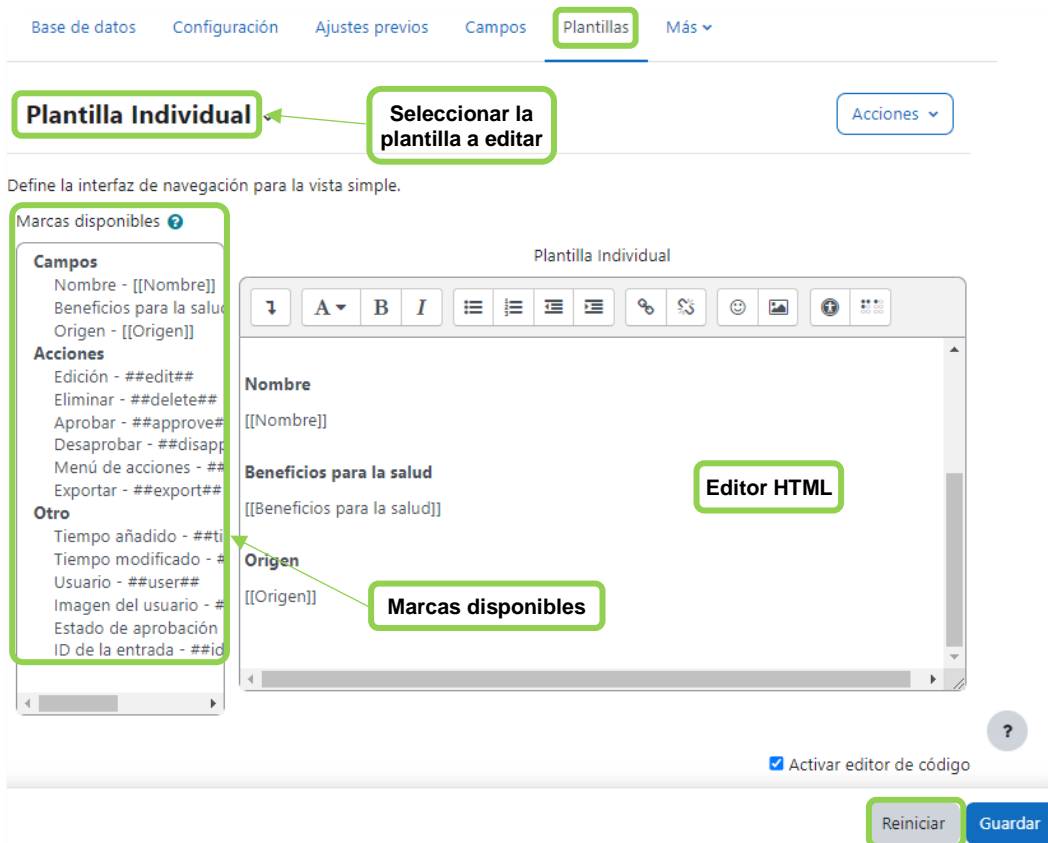 Base de datos Configuración Ajustes previos Campos Plantillas Más
Plantilla Individual
Seleccionar la
plantilla a editar
Acciones
Define la interfaz de navegación para la vista simple.
Marcas disponibles ?
Campos
Nombre - [[Nombre]]
Beneficios para la salud
Origen - [[Origen]]
Acciones
Edición - ##edit##
Eliminar - ##delete##
Aprobar - ##approve#
Desaprobar - ##disapp
Menú de acciones - ##
Exportar - ##export##
Otro
Tiempo añadido - ##ti
Tiempo modificado - #
Usuario - ##user##
Imagen del usuario - #
Estado de aprobación
ID de la entrada - ##id
Plantilla Individual
A B I
Nombre
[[Nombre]]
Beneficios para la salud
[[Beneficios para la salud]]
Origen
[[Origen]]
Editor HTML
Marcas disponibles
?
Activar editor de código
Reiniciar Guardar